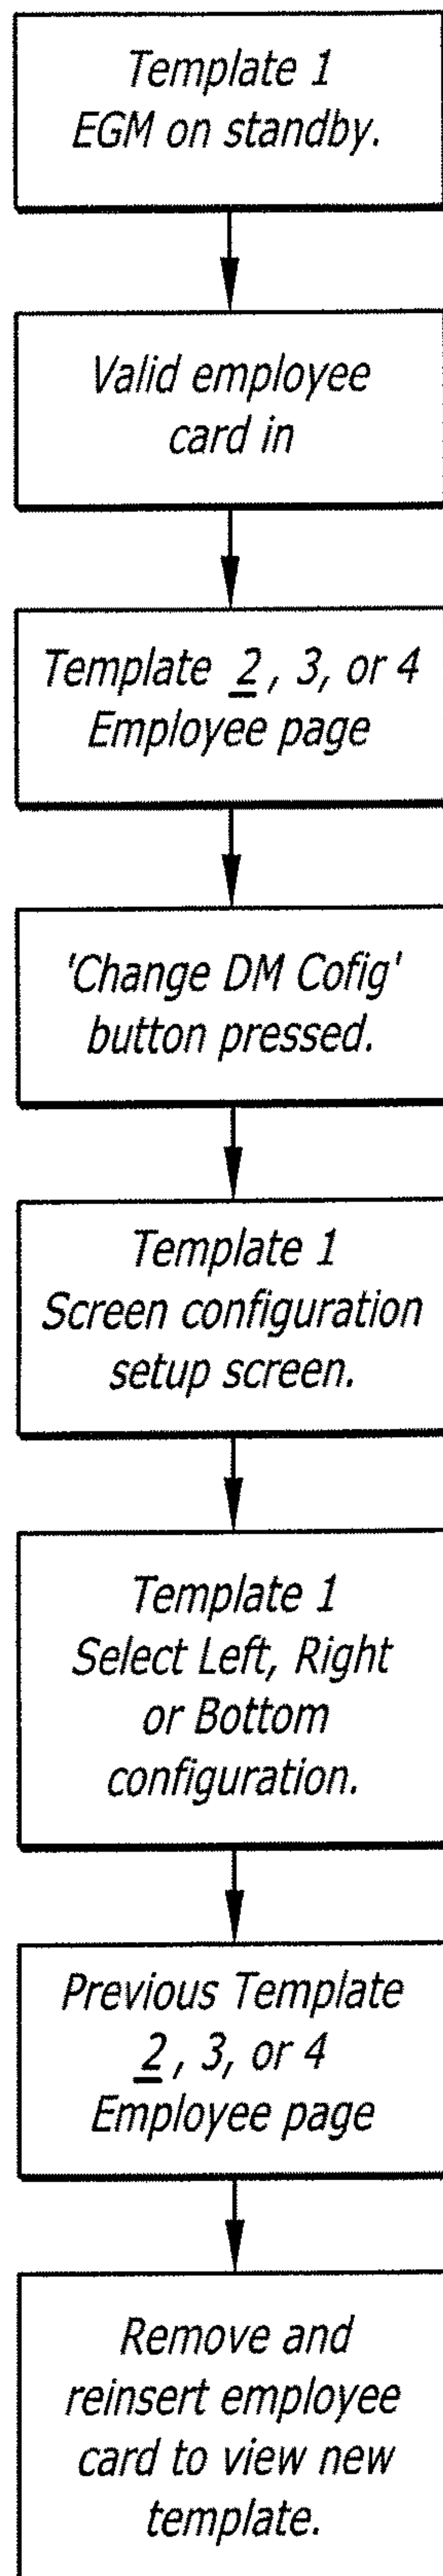 Template 1
EGM on standby.
Valid employee
card in
Template 2, 3, or 4
Employee page
'Change DM Cofig'
button pressed.
Template 1
Screen configuration
setup screen.
Template 1
Select Left, Right
or Bottom
configuration.
Previous Template
2, 3, or 4
Employee page
Remove and
reinsert employee
card to view new
template.